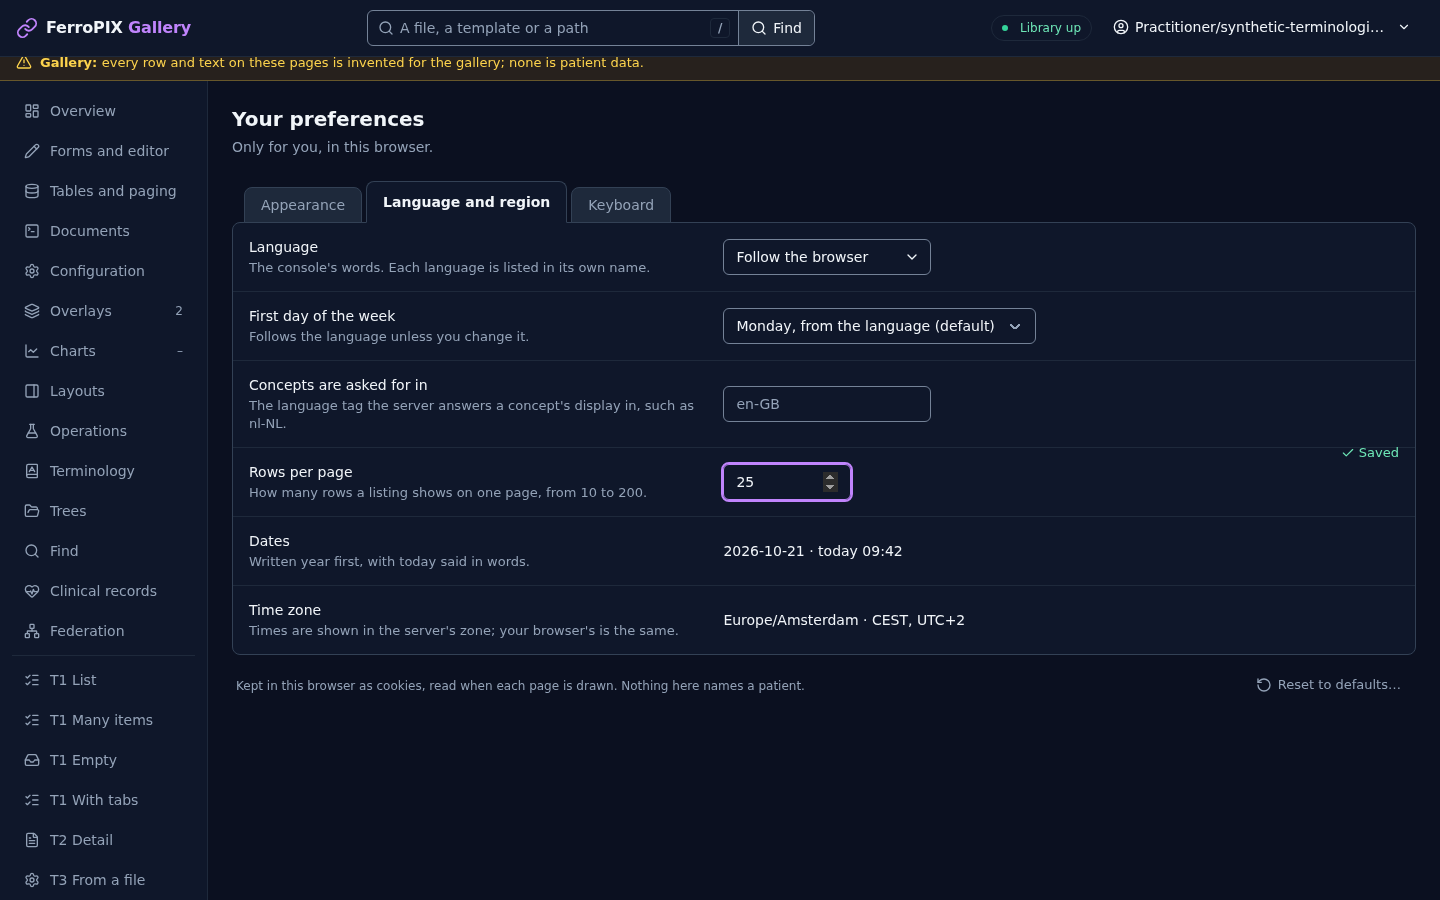 FerroPIX Gallery
A file, a template or a path
/
Find
Library up
Practitioner/synthetic-terminologi…
Gallery: every row and text on these pages is invented for the gallery; none is patient data.
Overview
Forms and editor
Tables and paging
Documents
Configuration
Overlays 2
Charts –
Layouts
Operations
Terminology
Trees
Find
Clinical records
Federation
T1 List
T1 Many items
T1 Empty
T1 With tabs
T2 Detail
T3 From a file
Your preferences
Only for you, in this browser.
Appearance
Language and region
Keyboard
Language
The console's words. Each language is listed in its own name.
Follow the browser
First day of the week
Follows the language unless you change it.
Monday, from the language (default)
Concepts are asked for in
The language tag the server answers a concept's display in, such as
nl-NL.
en-GB
Saved
Rows per page
How many rows a listing shows on one page, from 10 to 200.
25
Dates
Written year first, with today said in words.
2026-10-21 · today 09:42
Time zone
Times are shown in the server's zone; your browser's is the same.
Europe/Amsterdam · CEST, UTC+2
Kept in this browser as cookies, read when each page is drawn. Nothing here names a patient.
Reset to defaults…